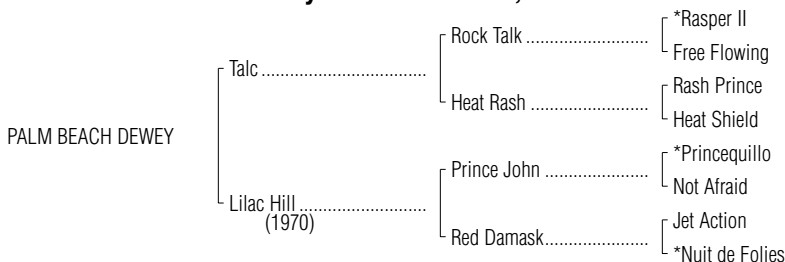 *Rasper II
Rock Talk ........................
Free Flowing
Talc ..................................
Rash Prince
Heat Rash ........................
Heat Shield
PALM BEACH DEWEY
*Princequillo
Prince John ......................
Not Afraid
Lilac Hill ..........................
(1970)
Jet Action
Red Damask......................
*Nuit de Folies